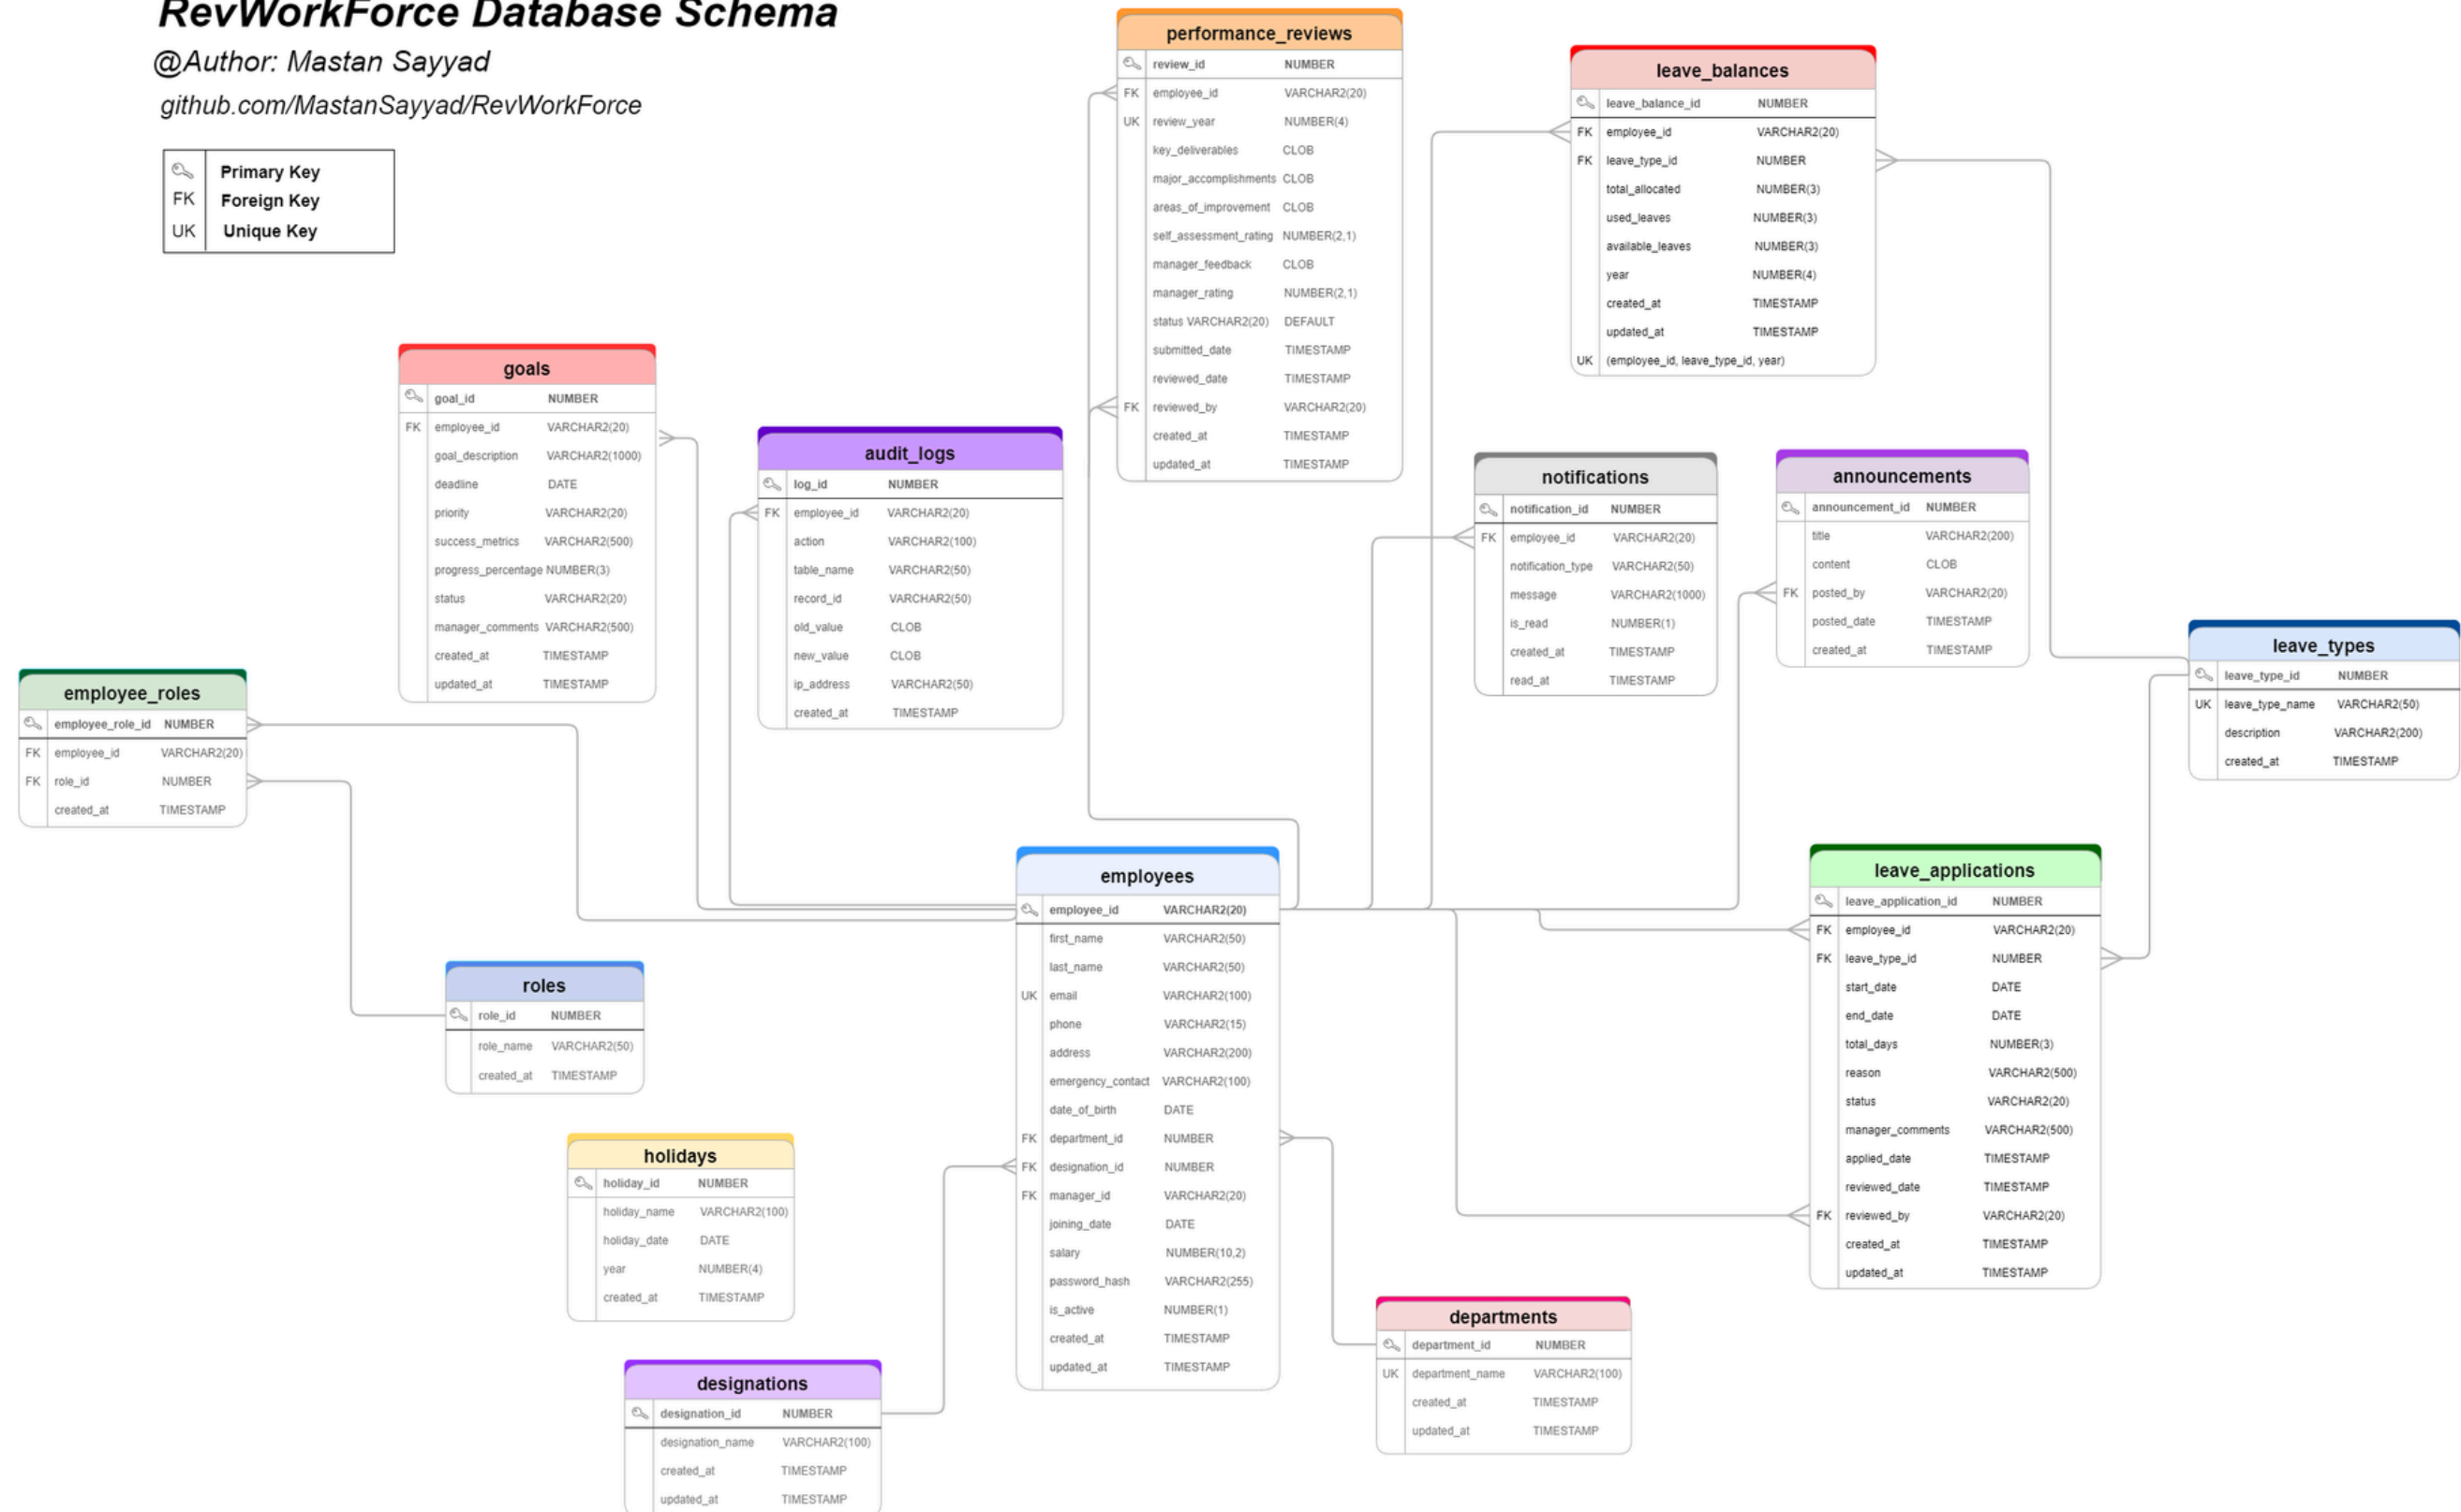 RevWorkForce Database Schema
@Author: Mastan Sayyad
github.com/MastanSayyad/RevWorkForce
Primary Key
FK Foreign Key
UK Unique Key
performance_reviews
review_id NUMBER
FK employee_id VARCHAR2(20)
UK review_year NUMBER(4)
key_deliverables CLOB
major_accomplishments CLOB
areas_of_improvement CLOB
self_assessment_rating NUMBER(2,1)
manager_feedback CLOB
manager_rating NUMBER(2,1)
status VARCHAR2(20) DEFAULT
submitted_date TIMESTAMP
reviewed_date TIMESTAMP
FK reviewed_by VARCHAR2(20)
created_at TIMESTAMP
updated_at TIMESTAMP
leave_balances
leave_balance_id NUMBER
FK employee_id VARCHAR2(20)
FK leave_type_id NUMBER
total_allocated NUMBER(3)
used_leaves NUMBER(3)
available_leaves NUMBER(3)
year NUMBER(4)
created_at TIMESTAMP
updated_at TIMESTAMP
UK (employee_id, leave_type_id, year)
goals
goal_id NUMBER
FK employee_id VARCHAR2(20)
goal_description VARCHAR2(1000)
deadline DATE
priority VARCHAR2(20)
success_metrics VARCHAR2(500)
progress_percentage NUMBER(3)
status VARCHAR2(20)
manager_comments VARCHAR2(500)
created_at TIMESTAMP
updated_at TIMESTAMP
audit_logs
log_id NUMBER
FK employee_id VARCHAR2(20)
action VARCHAR2(100)
table_name VARCHAR2(50)
record_id VARCHAR2(50)
old_value CLOB
new_value CLOB
ip_address VARCHAR2(50)
created_at TIMESTAMP
notifications
notification_id NUMBER
FK employee_id VARCHAR2(20)
notification_type VARCHAR2(50)
message VARCHAR2(1000)
is_read NUMBER(1)
created_at TIMESTAMP
read_at TIMESTAMP
announcements
announcement_id NUMBER
title VARCHAR2(200)
content CLOB
FK posted_by VARCHAR2(20)
posted_date TIMESTAMP
created_at TIMESTAMP
leave_types
leave_type_id NUMBER
UK leave_type_name VARCHAR2(50)
description VARCHAR2(200)
created_at TIMESTAMP
employee_roles
employee_role_id NUMBER
FK employee_id VARCHAR2(20)
FK role_id NUMBER
created_at TIMESTAMP
employees
employee_id VARCHAR2(20)
first_name VARCHAR2(50)
last_name VARCHAR2(50)
UK email VARCHAR2(100)
phone VARCHAR2(15)
address VARCHAR2(200)
emergency_contact VARCHAR2(100)
date_of_birth DATE
FK department_id NUMBER
FK designation_id NUMBER
FK manager_id VARCHAR2(20)
joining_date DATE
salary NUMBER(10,2)
password_hash VARCHAR2(255)
is_active NUMBER(1)
created_at TIMESTAMP
updated_at TIMESTAMP
leave_applications
leave_application_id NUMBER
FK employee_id VARCHAR2(20)
FK leave_type_id NUMBER
start_date DATE
end_date DATE
total_days NUMBER(3)
reason VARCHAR2(500)
status VARCHAR2(20)
manager_comments VARCHAR2(500)
applied_date TIMESTAMP
reviewed_date TIMESTAMP
FK reviewed_by VARCHAR2(20)
created_at TIMESTAMP
updated_at TIMESTAMP
roles
role_id NUMBER
role_name VARCHAR2(50)
created_at TIMESTAMP
holidays
holiday_id NUMBER
holiday_name VARCHAR2(100)
holiday_date DATE
year NUMBER(4)
created_at TIMESTAMP
departments
department_id NUMBER
UK department_name VARCHAR2(100)
created_at TIMESTAMP
updated_at TIMESTAMP
designations
designation_id NUMBER
designation_name VARCHAR2(100)
created_at TIMESTAMP
updated_at TIMESTAMP